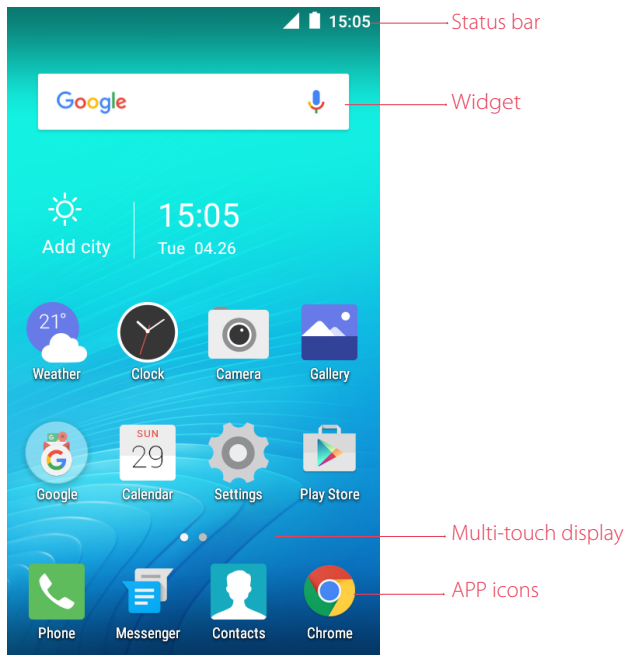 15:05 Status bar
Google Widget
15:05
Add city Tue 04.26
21°
Weather Clock Camera Gallery
SUN
G 29
Google Calendar Settings Play Store
Multi-touch display
APP icons
Phone Messenger Contacts Chrome